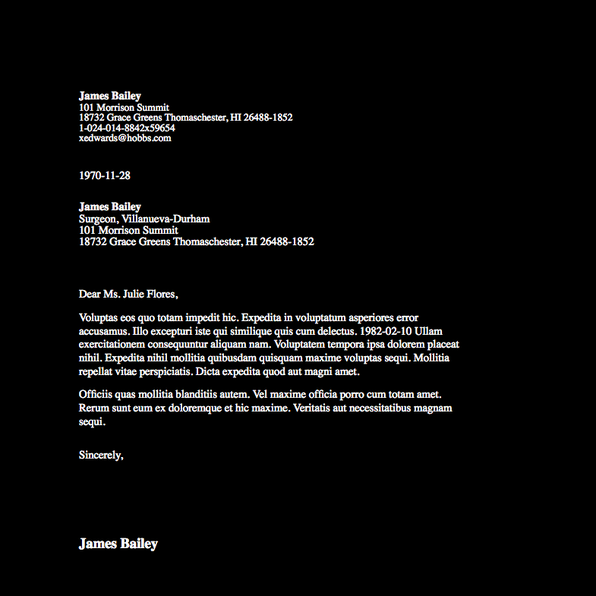 James Bailey
101 Morrison Summit
18732 Grace Greens Thomaschester, HI 26488-1852
1-024-014-8842x59654
xedwards@hobbs.com
1970-11-28
James Bailey
Surgeon, Villanueva-Durham
101 Morrison Summit
18732 Grace Greens Thomaschester, HI 26488-1852
Dear Ms. Julie Flores,
Voluptas eos quo totam impedit hic. Expedita in voluptatum asperiores error
accusamus. Illo excepturi iste qui similique quis cum delectus. 1982-02-10 Ullam
exercitationem consequuntur aliquam nam. Voluptatem tempora ipsa dolorem placeat
nihil. Expedita nihil mollitia quibusdam quisquam maxime voluptas sequi. Mollitia
repellat vitae perspiciatis. Dicta expedita quod aut magni amet.
Officiis quas mollitia blanditiis autem. Vel maxime officia porro cum totam amet.
Rerum sunt eum ex doloremque et hic maxime. Veritatis aut necessitatibus magnam
sequi.
Sincerely,
James Bailey